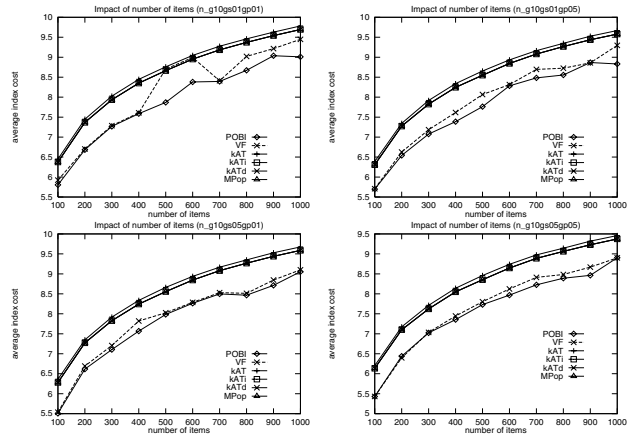 Impact of number of items (n_g10gs01gp01)
average index cost
10
9.5
9
8.5
8
7.5
7
6.5
6
5.5
POBI
VF
kAT
kATi
kATd
MPop
100 200 300 400 500 600 700 800 900 1000
number of items
Impact of number of items (n_g10gs01gp05)
average index cost
10
9.5
9
8.5
8
7.5
7
6.5
6
5.5
POBI
VF
kAT
kATi
kATd
MPop
100 200 300 400 500 600 700 800 900 1000
number of items
Impact of number of items (n_g10gs05gp01)
average index cost
10
9.5
9
8.5
8
7.5
7
6.5
6
5.5
5
POBI
VF
kAT
kATi
kATd
MPop
100 200 300 400 500 600 700 800 900 1000
number of items
Impact of number of items (n_g10gs05gp05)
average index cost
9.5
9
8.5
8
7.5
7
6.5
6
5.5
5
POBI
VF
kAT
kATi
kATd
MPop
100 200 300 400 500 600 700 800 900 1000
number of items